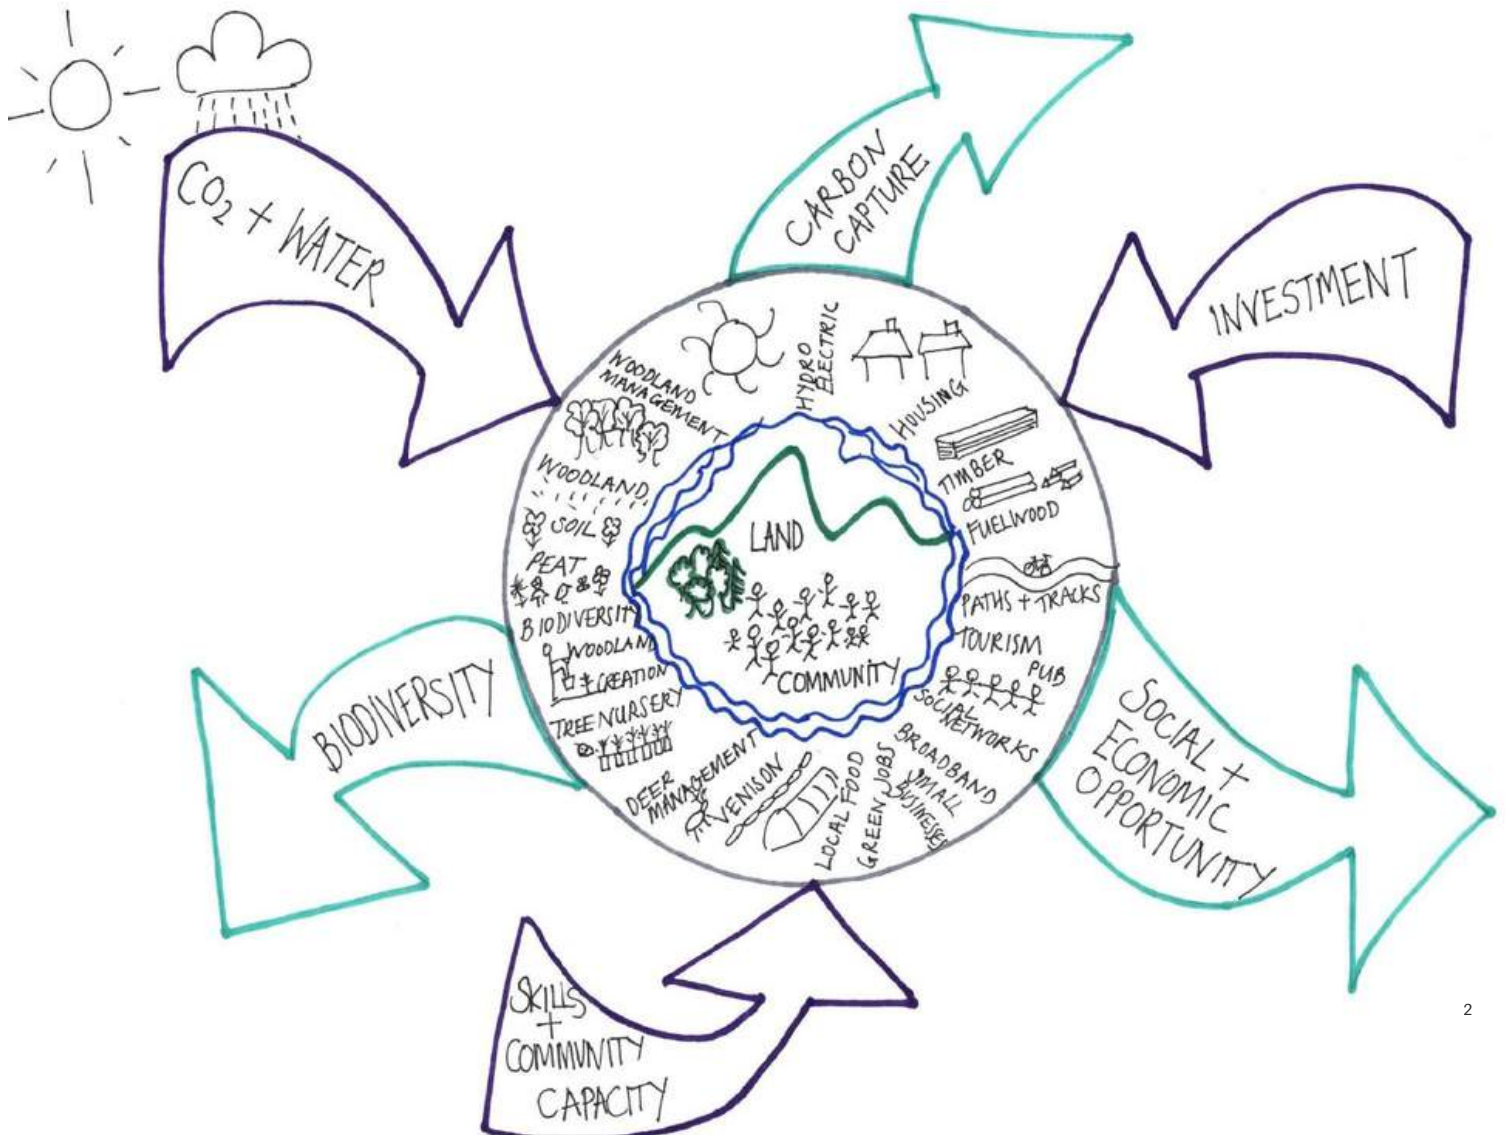 CO₂ + WATER
CARBON
CAPTURE
INVESTMENT
HYDRO
ELECTRIC
HOUSING
TIMBER
FUELWOOD
PATHS + TRACKS
TOURISM
PUB
SOCIAL
NETWORKS
BROADBAND
SMALL
BUSINESSES
GREEN JOBS
LOCAL FOOD
VENISON
DEER
MANAGEMENT
TREE NURSERY
WOODLAND
CREATION
BIODIVERSITY
PEAT
SOIL
WOODLAND
WOODLAND
MANAGEMENT
LAND
COMMUNITY
BIODIVERSITY
SOCIAL +
ECONOMIC
OPPORTUNITY
SKILLS
+
COMMUNITY
CAPACITY
2